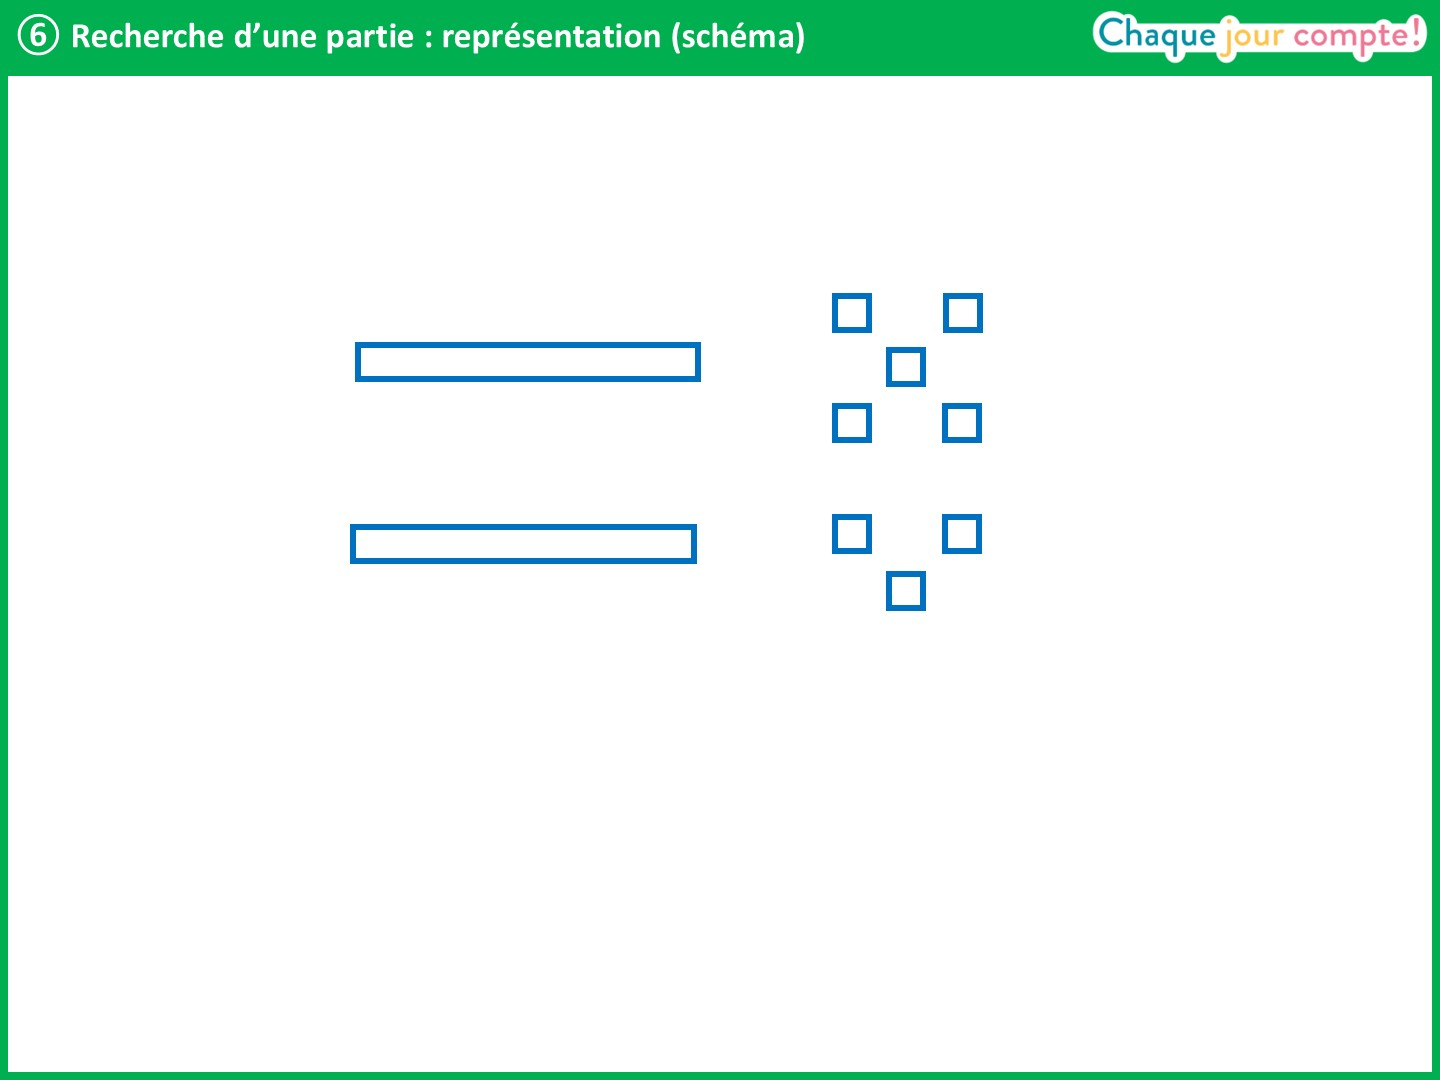 ⑥ Recherche d’une partie : représentation (schéma)
Chaque jour compte!